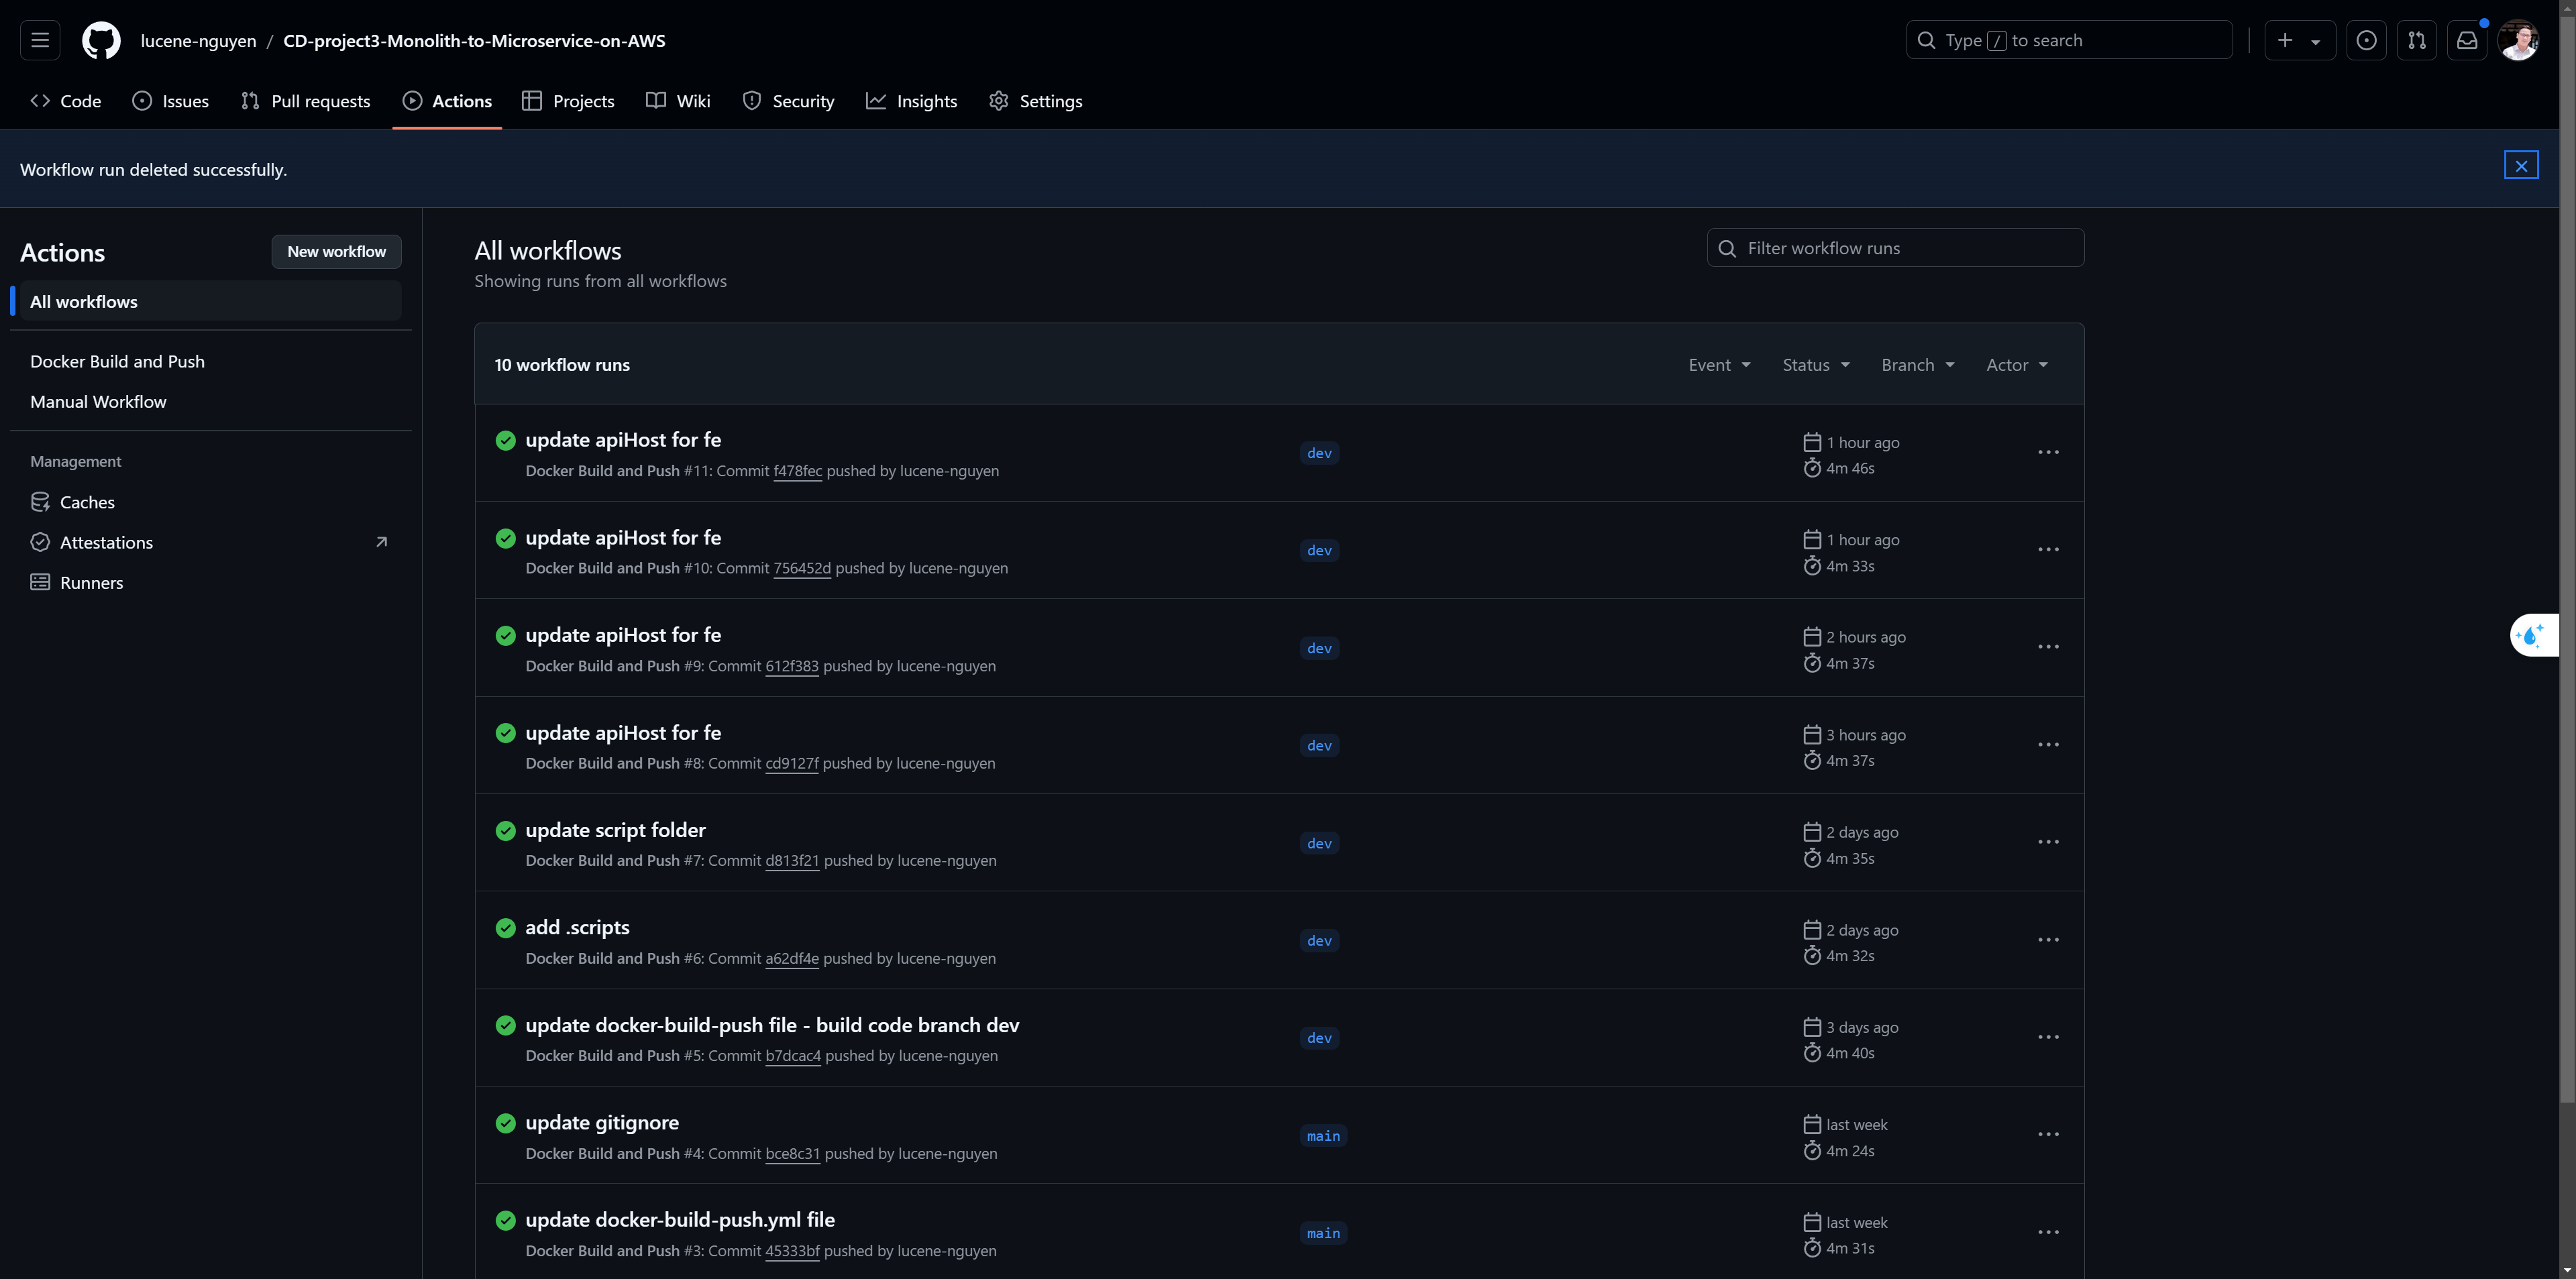 lucene-nguyen / CD-project3-Monolith-to-Microservice-on-AWS
Type / to search
Code
Issues
Pull requests
Actions
Projects
Wiki
Security
Insights
Settings
Workflow run deleted successfully.
Actions
New workflow
All workflows
Docker Build and Push
Manual Workflow
Management
Caches
Attestations
Runners
All workflows
Showing runs from all workflows
Filter workflow runs
10 workflow runs
Event
Status
Branch
Actor
update apiHost for fe
Docker Build and Push #11: Commit f478fec pushed by lucene-nguyen
dev
1 hour ago
4m 46s
update apiHost for fe
Docker Build and Push #10: Commit 756452d pushed by lucene-nguyen
dev
1 hour ago
4m 33s
update apiHost for fe
Docker Build and Push #9: Commit 612f383 pushed by lucene-nguyen
dev
2 hours ago
4m 37s
update apiHost for fe
Docker Build and Push #8: Commit cd9127f pushed by lucene-nguyen
dev
3 hours ago
4m 37s
update script folder
Docker Build and Push #7: Commit d813f21 pushed by lucene-nguyen
dev
2 days ago
4m 35s
add .scripts
Docker Build and Push #6: Commit a62df4e pushed by lucene-nguyen
dev
2 days ago
4m 32s
update docker-build-push file - build code branch dev
Docker Build and Push #5: Commit b7dcac4 pushed by lucene-nguyen
dev
3 days ago
4m 40s
update gitignore
Docker Build and Push #4: Commit bce8c31 pushed by lucene-nguyen
main
last week
4m 24s
update docker-build-push.yml file
Docker Build and Push #3: Commit 45333bf pushed by lucene-nguyen
main
last week
4m 31s